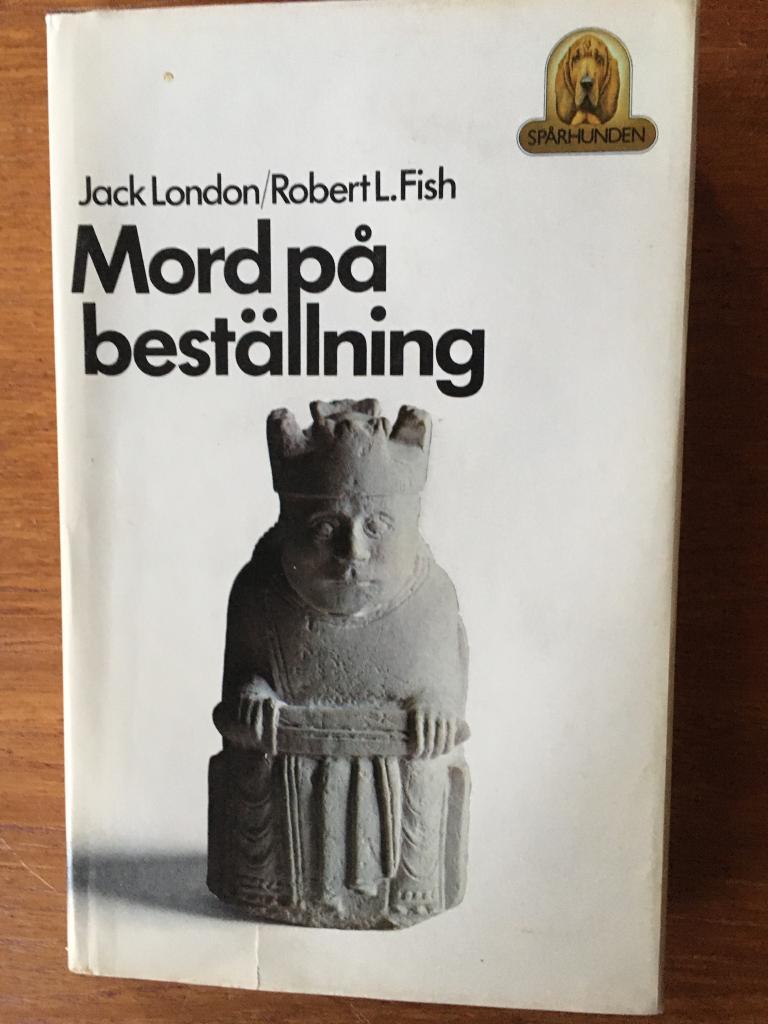 SPÅRHUNDEN
Jack London/Robert L. Fish
Mord på
beställning